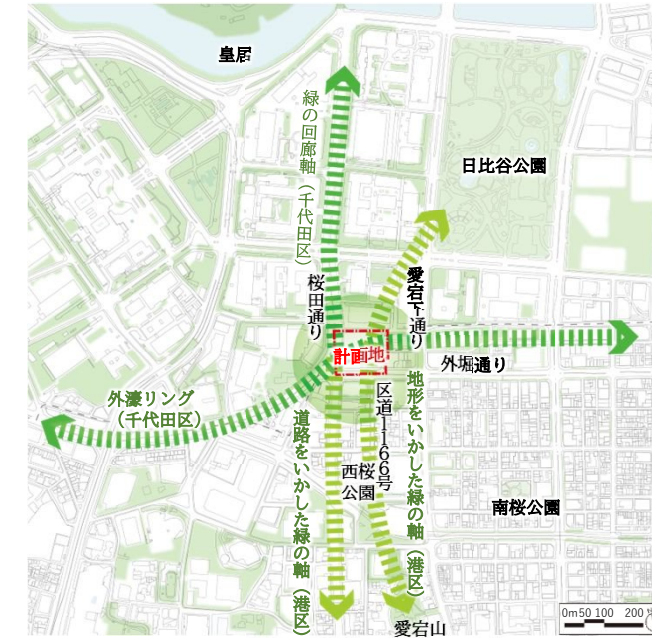 皇居
緑の回廊軸（千代田区）
日比谷公園
桜田通り
愛宕下通り
計画地
外堀通り
外濠リング
（千代田区）
道路をいかした緑の軸（港区）
区道1166号
地形をいかした緑の軸（港区）
西桜
公園
南桜公園
愛宕山
0m 50 100 200